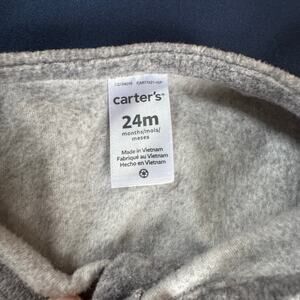 carter's
24m
months/mois/
meses
Made in Vietnam
Fabriqué au Vietnam
Hecho en Vietnam